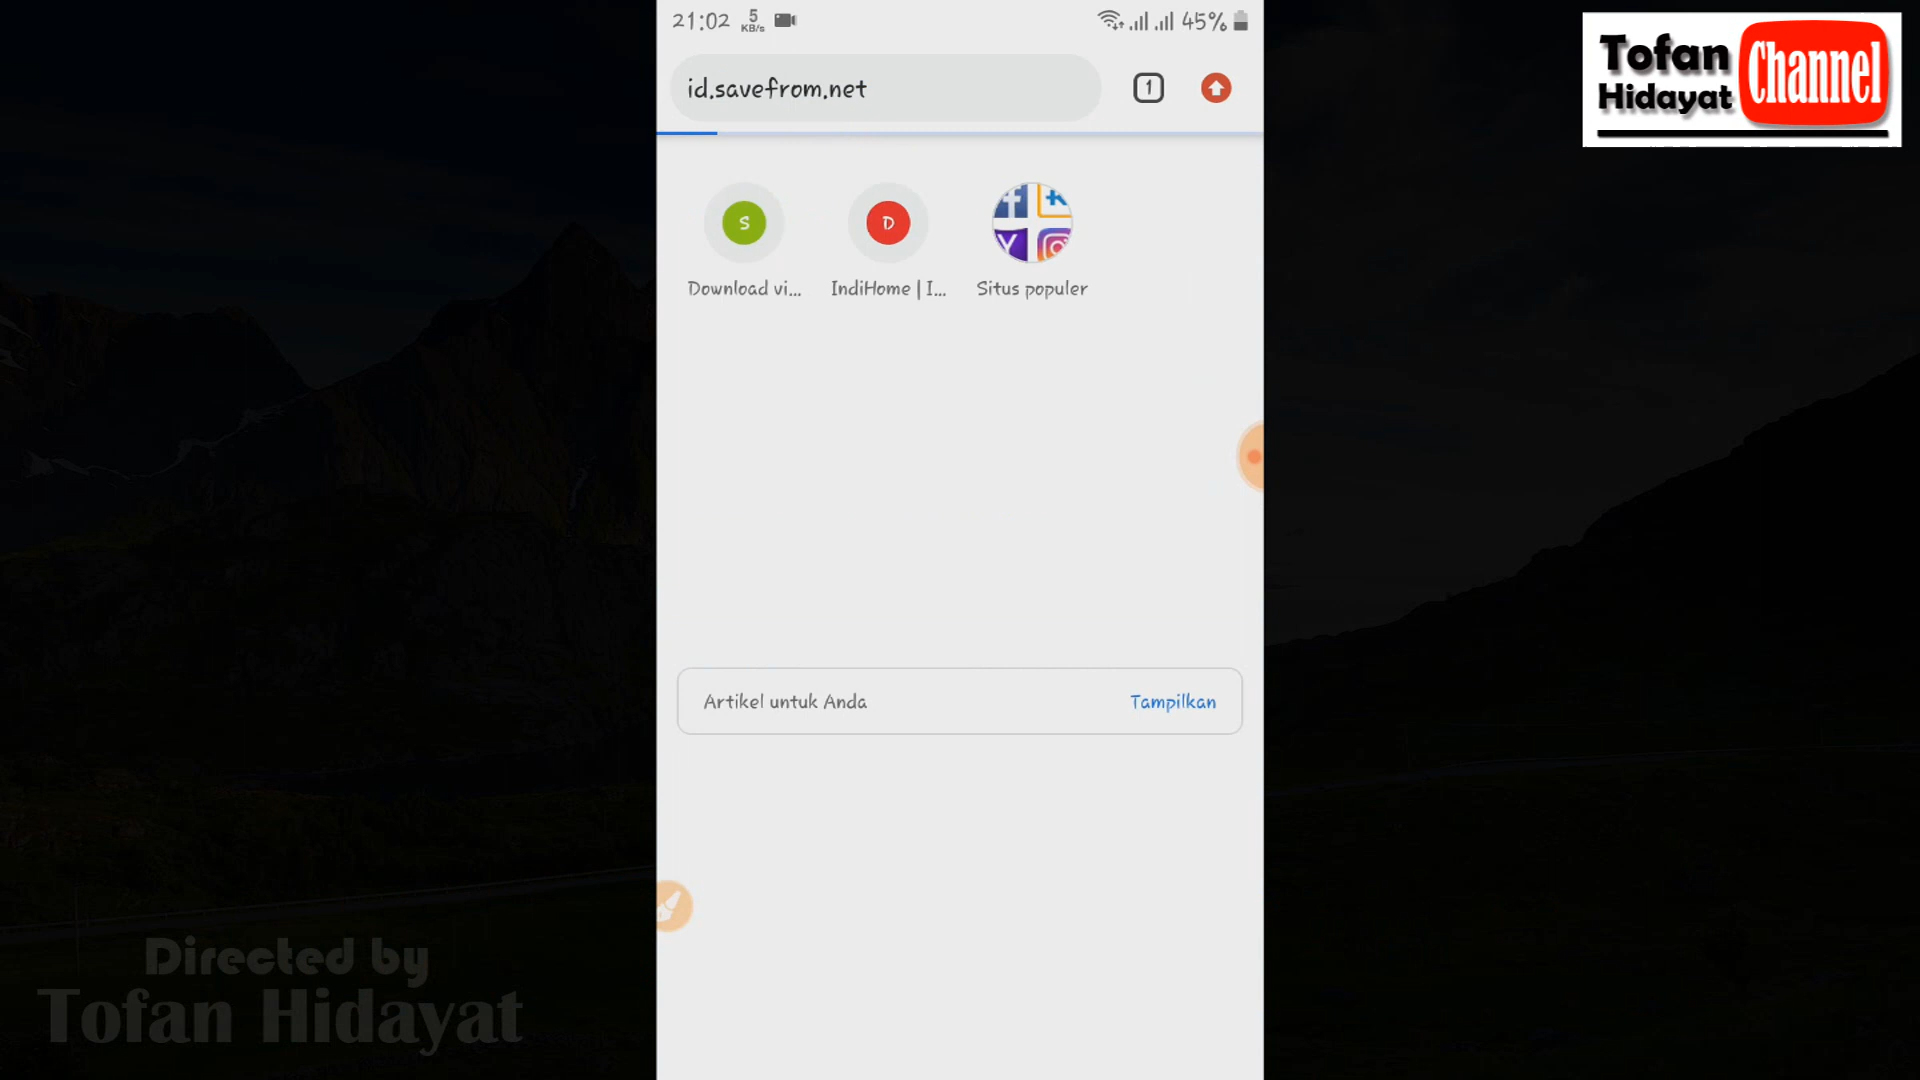 21:02 5 KB/s 45%
id.savefrom.net
1
S
D
Download vi...
IndiHome | I...
Situs populer
Artikel untuk Anda
Tampilkan
Tofan Hidayat Channel
Directed by
Tofan Hidayat